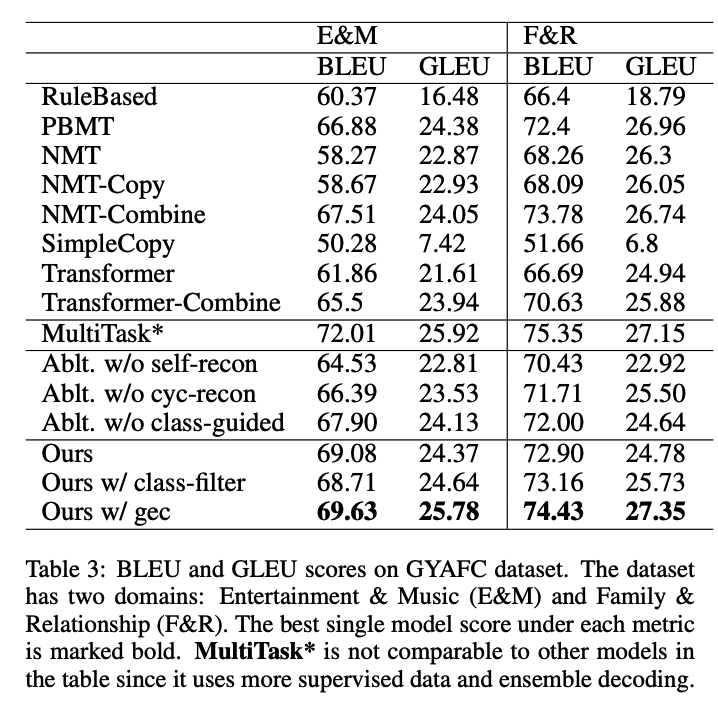 E&M F&R
BLEU GLEU BLEU GLEU
RuleBased 60.37 16.48 66.4 18.79
PBMT 66.88 24.38 72.4 26.96
NMT 58.27 22.87 68.26 26.3
NMT-Copy 58.67 22.93 68.09 26.05
NMT-Combine 67.51 24.05 73.78 26.74
SimpleCopy 50.28 7.42 51.66 6.8
Transformer 61.86 21.61 66.69 24.94
Transformer-Combine 65.5 23.94 70.63 25.88
MultiTask* 72.01 25.92 75.35 27.15
Ablt. w/o self-recon 64.53 22.81 70.43 22.92
Ablt. w/o cyc-recon 66.39 23.53 71.71 25.50
Ablt. w/o class-guided 67.90 24.13 72.00 24.64
Ours 69.08 24.37 72.90 24.78
Ours w/ class-filter 68.71 24.64 73.16 25.73
Ours w/ gec 69.63 25.78 74.43 27.35
Table 3: BLEU and GLEU scores on GYAFC dataset. The dataset
has two domains: Entertainment & Music (E&M) and Family &
Relationship (F&R). The best single model score under each metric
is marked bold. MultiTask* is not comparable to other models in
the table since it uses more supervised data and ensemble decoding.